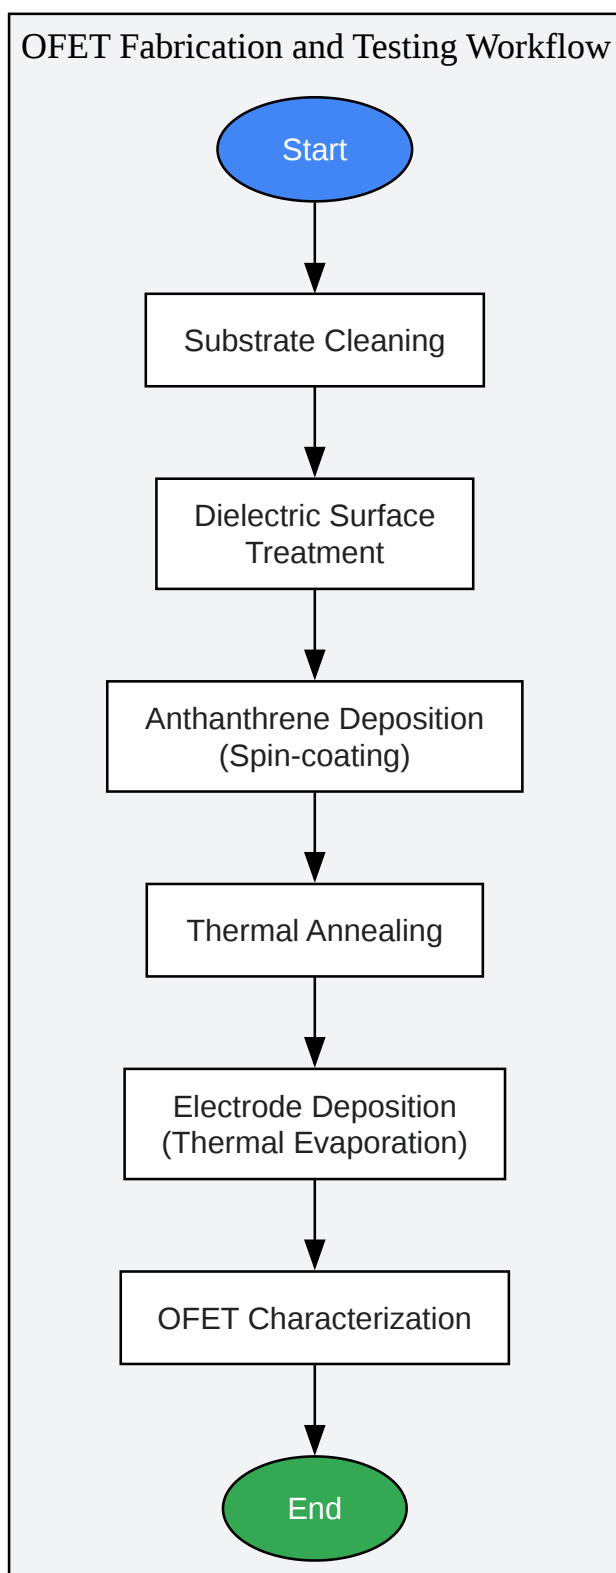 OFET Fabrication and Testing Workflow
Start
Substrate Cleaning
Dielectric Surface
Treatment
Anthanthrene Deposition
(Spin-coating)
Thermal Annealing
Electrode Deposition
(Thermal Evaporation)
OFET Characterization
End